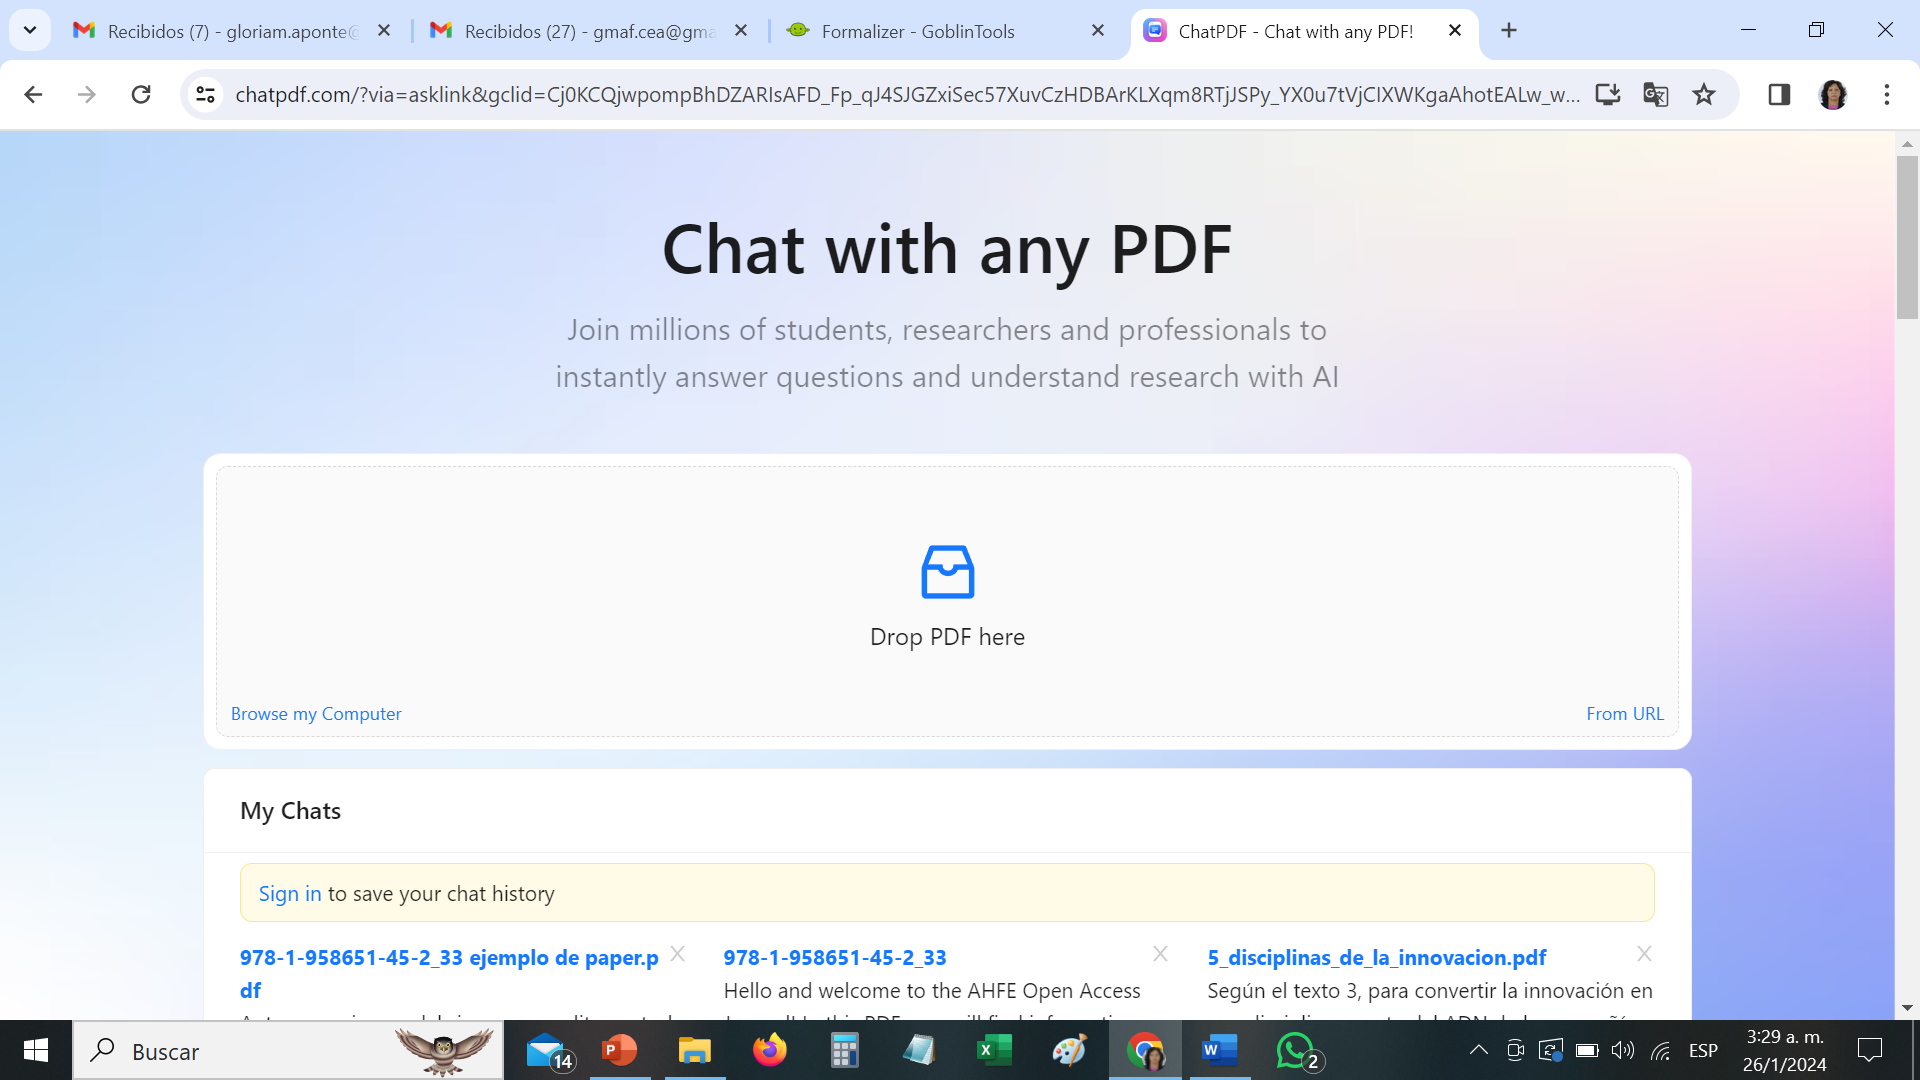 Recibidos (7) - gloriam.aponte@
Recibidos (27) - gmaf.cea@gma
Formalizer - GoblinTools
ChatPDF - Chat with any PDF!
chatpdf.com/?via=asklink&gclid=Cj0KCQjwpompBhDZARIsAFD_Fp_qJ4SJGZxiSec57XuvCzHDBArKLXqm8RTjJSPy_YX0u7tVjCIXWKgaAhotEALw_w...
Chat with any PDF
Join millions of students, researchers and professionals to
instantly answer questions and understand research with AI
Drop PDF here
Browse my Computer
From URL
My Chats
Sign in to save your chat history
978-1-958651-45-2_33 ejemplo de paper.p
df
978-1-958651-45-2_33
Hello and welcome to the AHFE Open Access
5_disciplinas_de_la_innovacion.pdf
Según el texto 3, para convertir la innovación en
Buscar
14
2
ESP
3:29 a. m.
26/1/2024